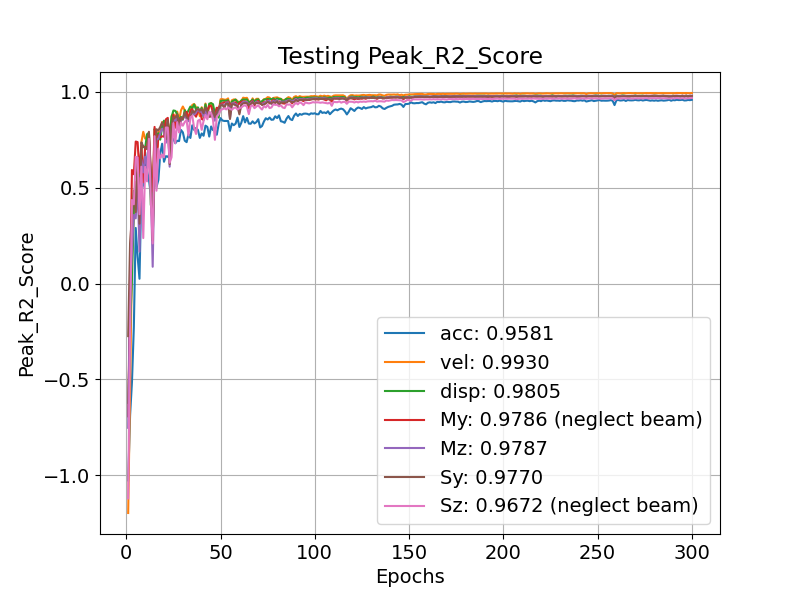 Testing Peak_R2_Score
Peak_R2_Score
1.0
0.5
0.0
−0.5
−1.0
acc: 0.9581
vel: 0.9930
disp: 0.9805
My: 0.9786 (neglect beam)
Mz: 0.9787
Sy: 0.9770
Sz: 0.9672 (neglect beam)
0 50 100 150 200 250 300
Epochs